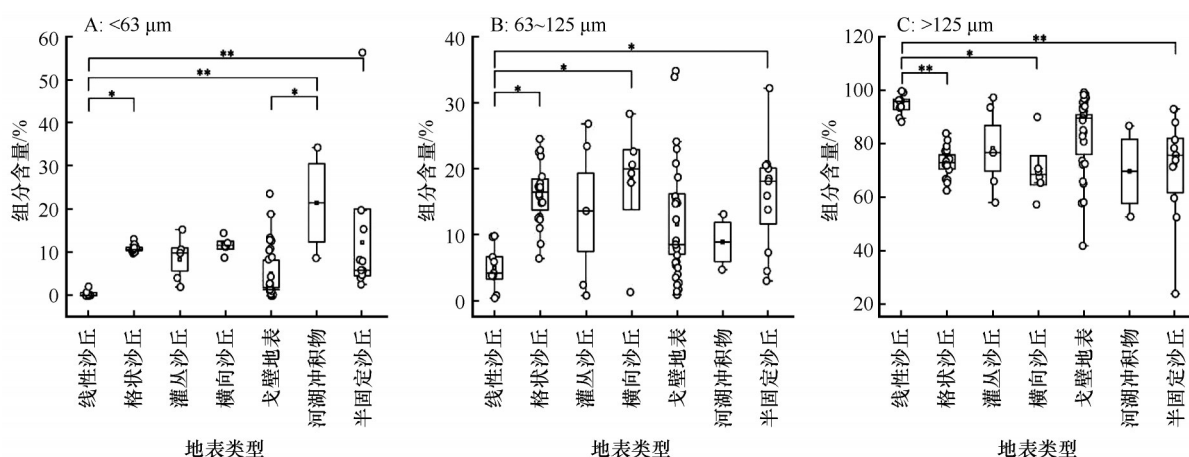 A: <63 μm
组分含量/%
60
50
40
30
20
10
0
** 
**
*
*
线性沙丘
格状沙丘
灌丛沙丘
横向沙丘
戈壁地表
河湖冲积物
半固定沙丘
地表类型
B: 63~125 μm
组分含量/%
40
30
20
10
0
*
*
*
线性沙丘
格状沙丘
灌丛沙丘
横向沙丘
戈壁地表
河湖冲积物
半固定沙丘
地表类型
C: >125 μm
组分含量/%
120
100
80
60
40
20
**
*
**
线性沙丘
格状沙丘
灌丛沙丘
横向沙丘
戈壁地表
河湖冲积物
半固定沙丘
地表类型